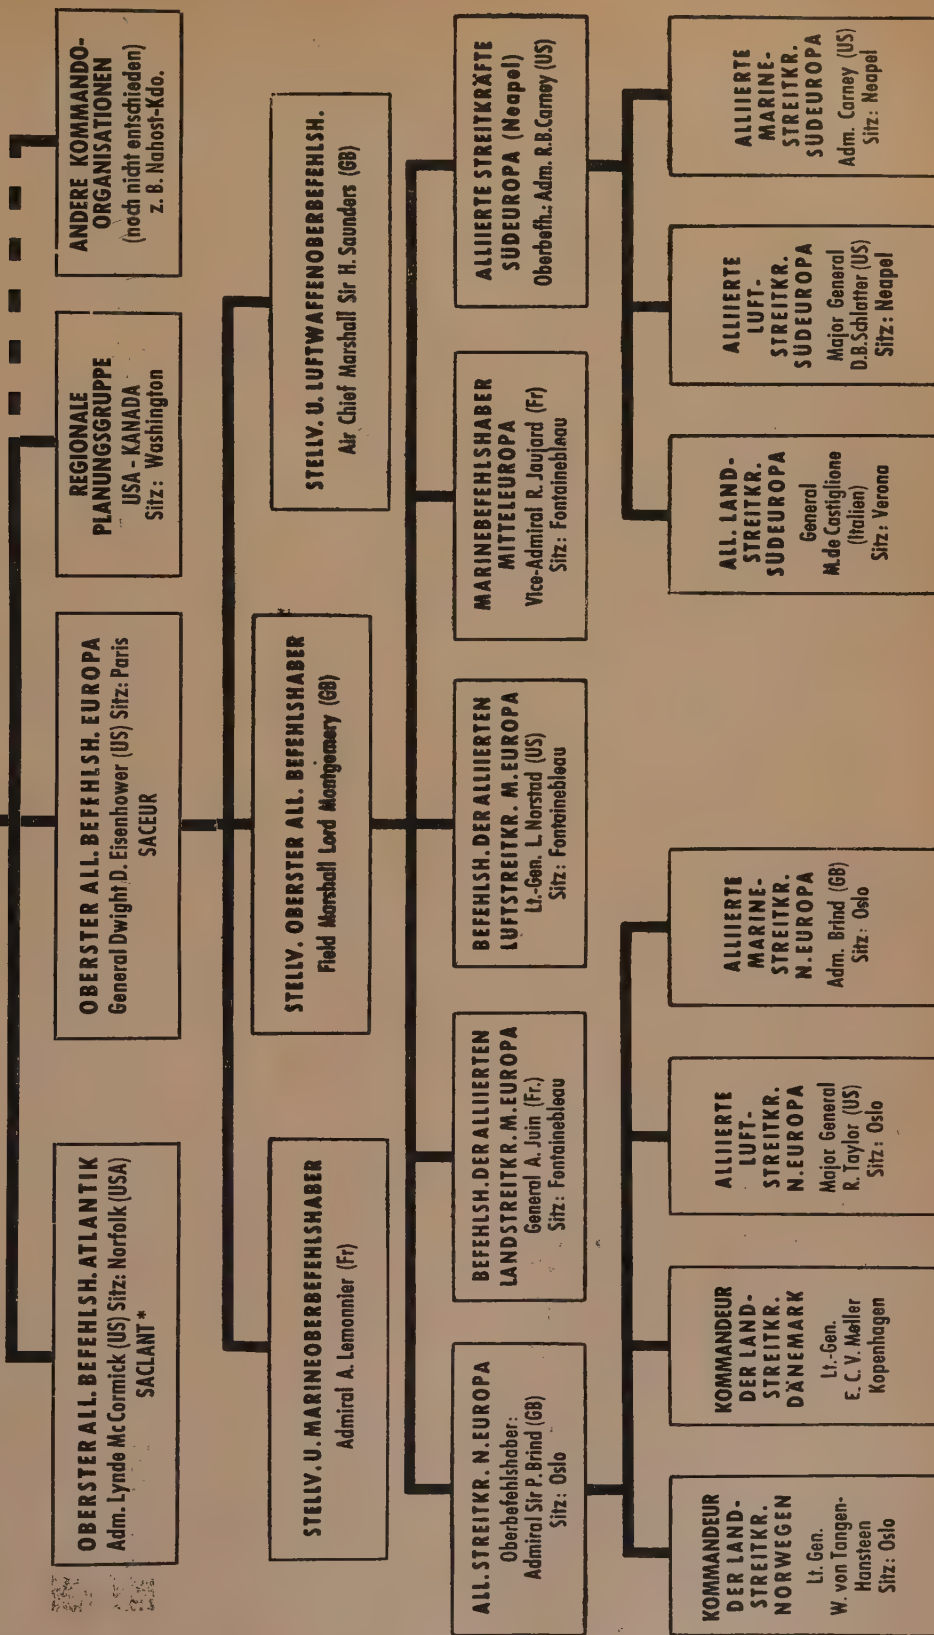 OBERSTER ALL. BEFEHLSH. ATLANTIK
Adm. Lynde McCormick (US) Sitz: Norfolk (USA)
SACLANT *
OBERSTER ALL. BEFEHLSH. EUROPA
General Dwight D. Eisenhower (US) Sitz: Paris
SACEUR
REGIONALE
PLANUNGSGRUPPE
USA - KANADA
Sitz: Washington
ANDERE KOMMANDO-
ORGANISATIONEN
(noch nicht entschieden)
z. B. Nahost-Kdo.
STELLV. U. MARINEOBERBEFEHLSHABER
Admiral A. Lemonnier (Fr)
STELLV. OBERSTER ALL. BEFEHLSHABER
Field Marshall Lord Montgomery (GB)
STELLV. U. LUFTWAFFENOBERBEFEHLSH.
Air Chief Marshall Sir H. Saunders (GB)
ALL. STREITKR. N. EUROPA
Oberbefehlshaber:
Admiral Sir P. Brind (GB)
Sitz: Oslo
BEFEHLSH. DER ALLIIERTEN
LANDSTREITKR. M. EUROPA
General A. Juin (Fr.)
Sitz: Fontainebleau
BEFEHLSH. DER ALLIIERTEN
LUFTSTREITKR. M. EUROPA
Lt.-Gen. L. Norstad (US)
Sitz: Fontainebleau
MARINEBEFEHLSHABER
MITTELEUROPA
Vice-Admiral R. Jaujard (Fr)
Sitz: Fontainebleau
ALLIIERTE STREITKRÄFTE
SÜDEUROPA (Neapel)
Oberbefh.: Adm. R.B. Carney (US)
KOMMANDEUR
DER LAND-
STREITKR.
NORWEGEN
Lt. Gen.
W. von Tangen-
Hansteen
Sitz: Oslo
KOMMANDEUR
DER LAND-
STREITKR.
DÄNEMARK
Lt.-Gen.
E. C. V. Møller
Kopenhagen
ALLIIERTE
LUFT-
STREITKR.
N. EUROPA
Major General
R. Taylor (US)
Sitz: Oslo
ALLIIERTE
MARINE-
STREITKR.
N. EUROPA
Adm. Brind (GB)
Sitz: Oslo
ALL. LAND-
STREITKR.
SÜDEUROPA
General
M. de Castiglione
(Italien)
Sitz: Verona
ALLIIERTE
LUFT-
STREITKR.
SÜDEUROPA
Major General
D.B. Schlatter (US)
Sitz: Neapel
ALLIIERTE
MARINE-
STREITKR.
SÜDEUROPA
Adm. Carney (US)
Sitz: Neapel